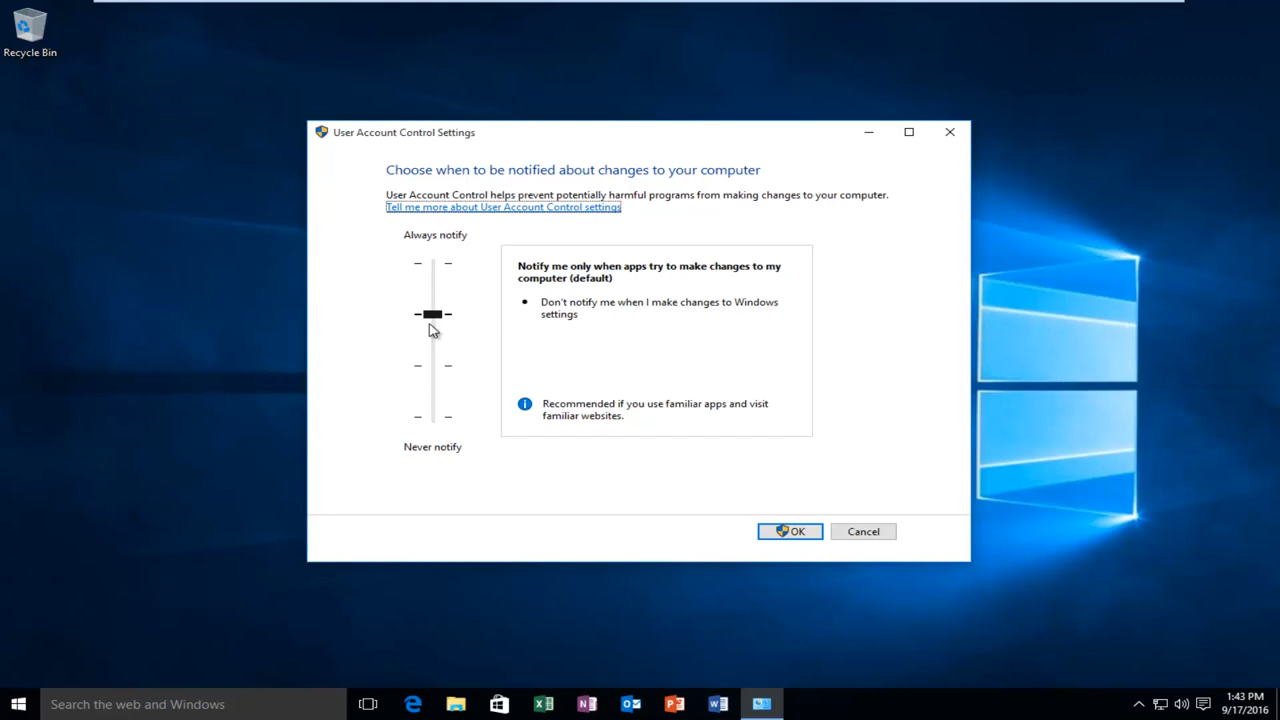 Recycle Bin
User Account Control Settings
Choose when to be notified about changes to your computer
User Account Control helps prevent potentially harmful programs from making changes to your computer.
Tell me more about User Account Control settings
Always notify
Notify me only when apps try to make changes to my
computer (default)
• Don't notify me when I make changes to Windows
settings
Recommended if you use familiar apps and visit
familiar websites.
Never notify
OK
Cancel
Search the web and Windows
1:43 PM
9/17/2016